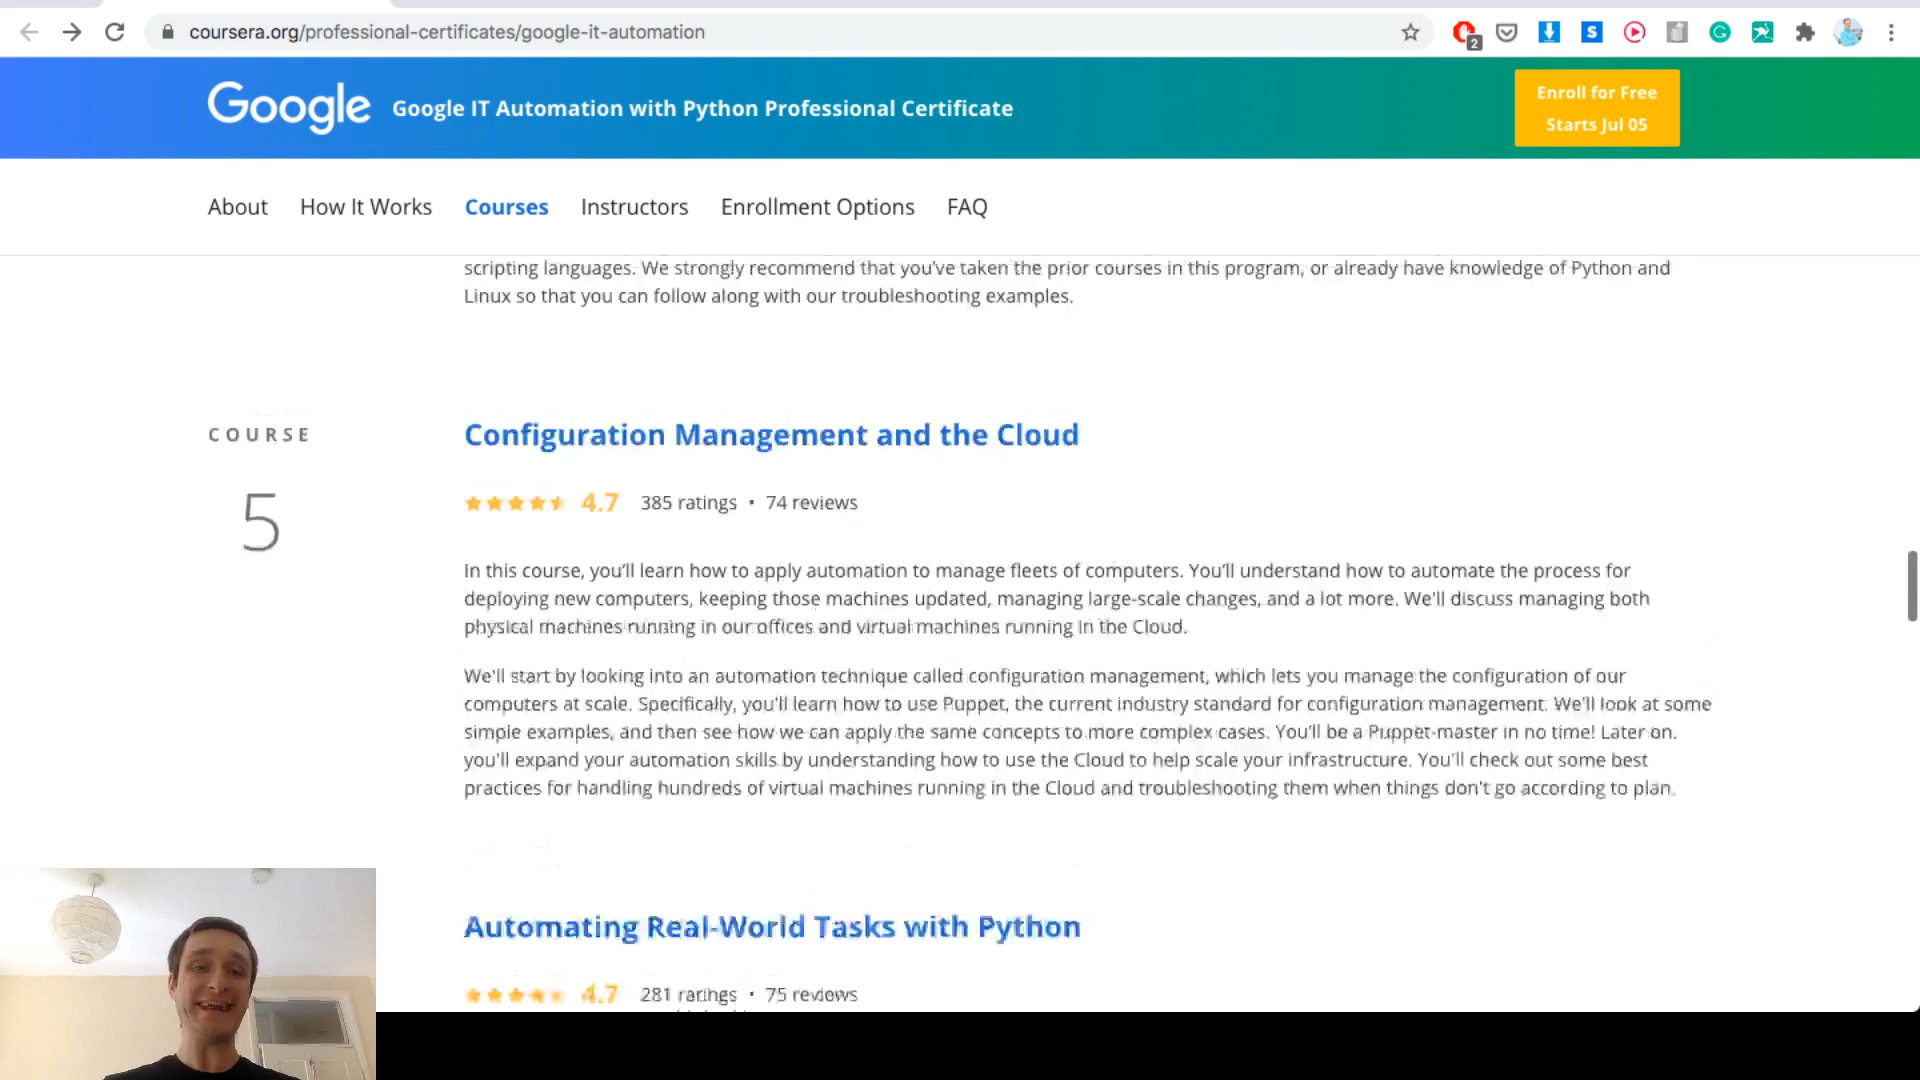 coursera.org/professional-certificates/google-it-automation
2
S
G
Google
Google IT Automation with Python Professional Certificate
Enroll for Free
Starts Jul 05
About
How It Works
Courses
Instructors
Enrollment Options
FAQ
scripting languages. We strongly recommend that you've taken the prior courses in this program, or already have knowledge of Python and
Linux so that you can follow along with our troubleshooting examples.
COURSE
5
Configuration Management and the Cloud
4.7 385 ratings • 74 reviews
In this course, you'll learn how to apply automation to manage fleets of computers. You'll understand how to automate the process for
deploying new computers, keeping those machines updated, managing large-scale changes, and a lot more. We'll discuss managing both
physical machines running in our offices and virtual machines running in the Cloud.
We'll start by looking into an automation technique called configuration management, which lets you manage the configuration of our
computers at scale. Specifically, you'll learn how to use Puppet, the current industry standard for configuration management. We'll look at some
simple examples, and then see how we can apply the same concepts to more complex cases. You'll be a Puppet-master in no time! Later on.
you'll expand your automation skills by understanding how to use the Cloud to help scale your infrastructure. You'll check out some best
practices for handling hundreds of virtual machines running in the Cloud and troubleshooting them when things don't go according to plan.
Automating Real-World Tasks with Python
4.7 281 ratings • 75 reviews